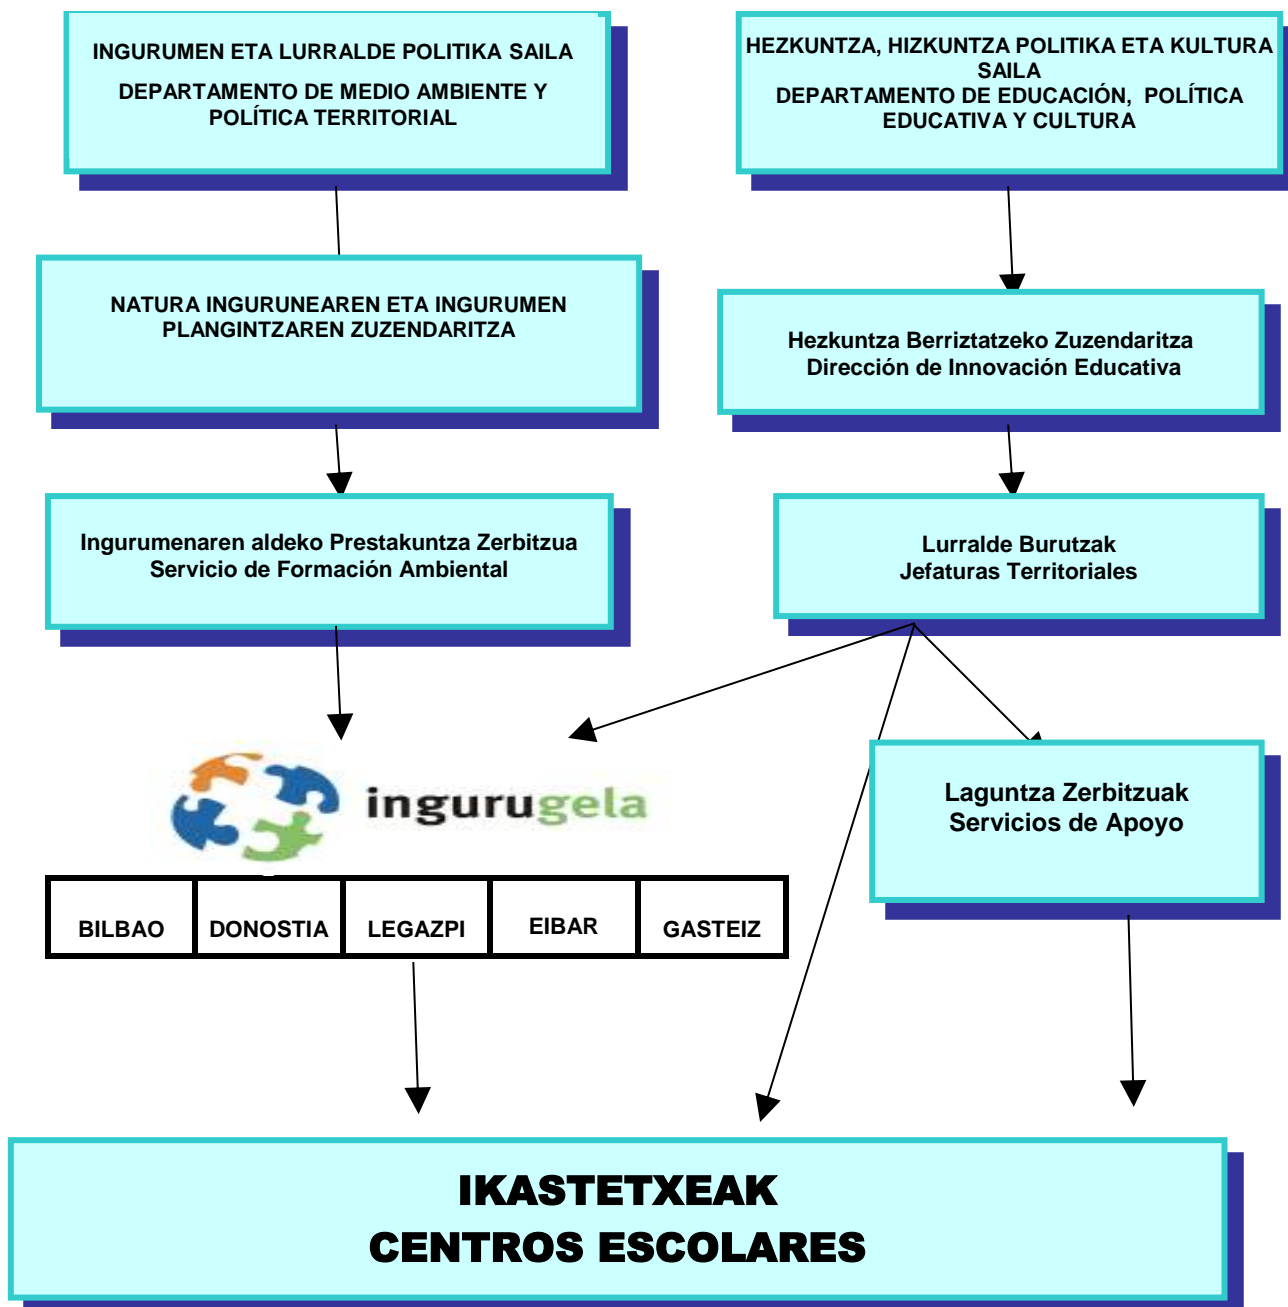 INGURUMEN ETA LURRALDE POLITIKA SAILA
DEPARTAMENTO DE MEDIO AMBIENTE Y
POLÍTICA TERRITORIAL
HEZKUNTZA, HIZKUNTZA POLITIKA ETA KULTURA
SAILA
DEPARTAMENTO DE EDUCACIÓN, POLÍTICA
EDUCATIVA Y CULTURA
NATURA INGURUNEAREN ETA INGURUMEN
PLANGINTZAREN ZUZENDARITZA
Hezkuntza Berriztatzeko Zuzendaritza
Dirección de Innovación Educativa
Ingurumenaren aldeko Prestakuntza Zerbitzua
Servicio de Formación Ambiental
Lurralde Burutzak
Jefaturas Territoriales
ingurugela
Laguntza Zerbitzuak
Servicios de Apoyo
BILBAO DONOSTIA LEGAZPI EIBAR GASTEIZ
IKASTETXEAK
CENTROS ESCOLARES